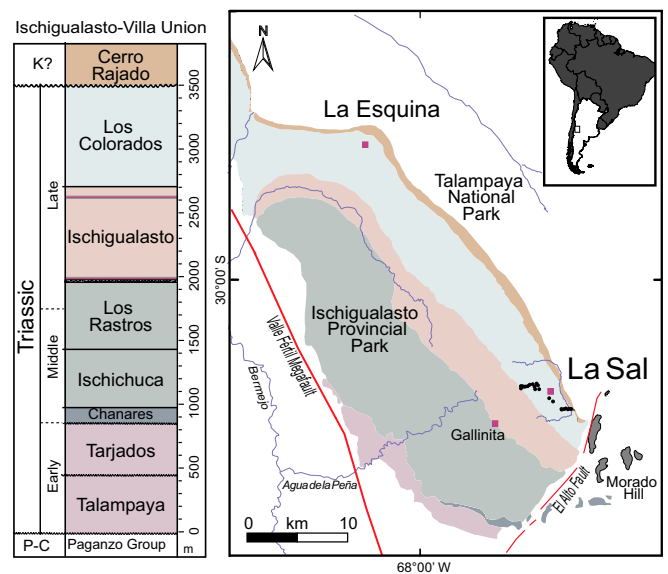 Ischigualasto-Villa Union
K?
Cerro
Rajado
3500
Los
Colorados
3000
Late
2500
Ischigualasto
2000
Triassic
Los
Rastros
1500
Middle
Ischichuca
1000
Chanares
Early
Tarjados
500
Talampaya
0
P-C
Paganzo Group
m
N
La Esquina
Talampaya
National
Park
30°00' S
Ischigualasto
Provincial
Park
Valle Fértil Megafault
Bermejo
La Sal
Gallinita
Agua de la Peña
El Alto Fault
Morado
Hill
0 km 10
68°00' W